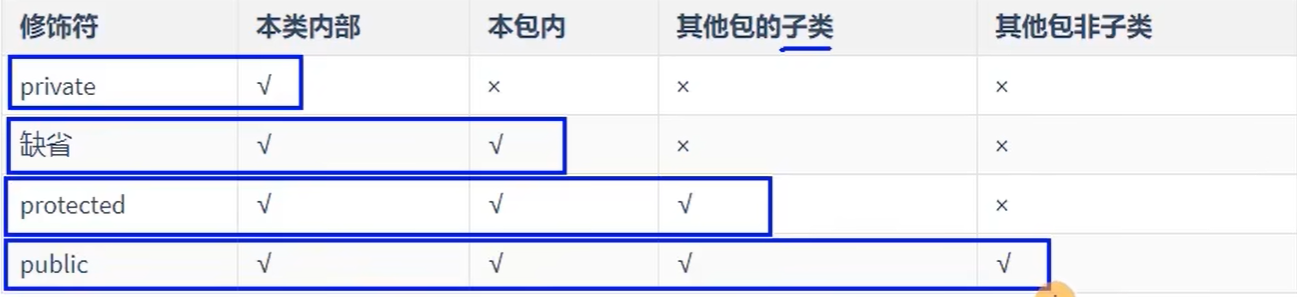 修饰符 本类内部 本包内 其他包的子类 其他包非子类
private √ × × ×
缺省 √ √ × ×
protected √ √ √ ×
public √ √ √ √